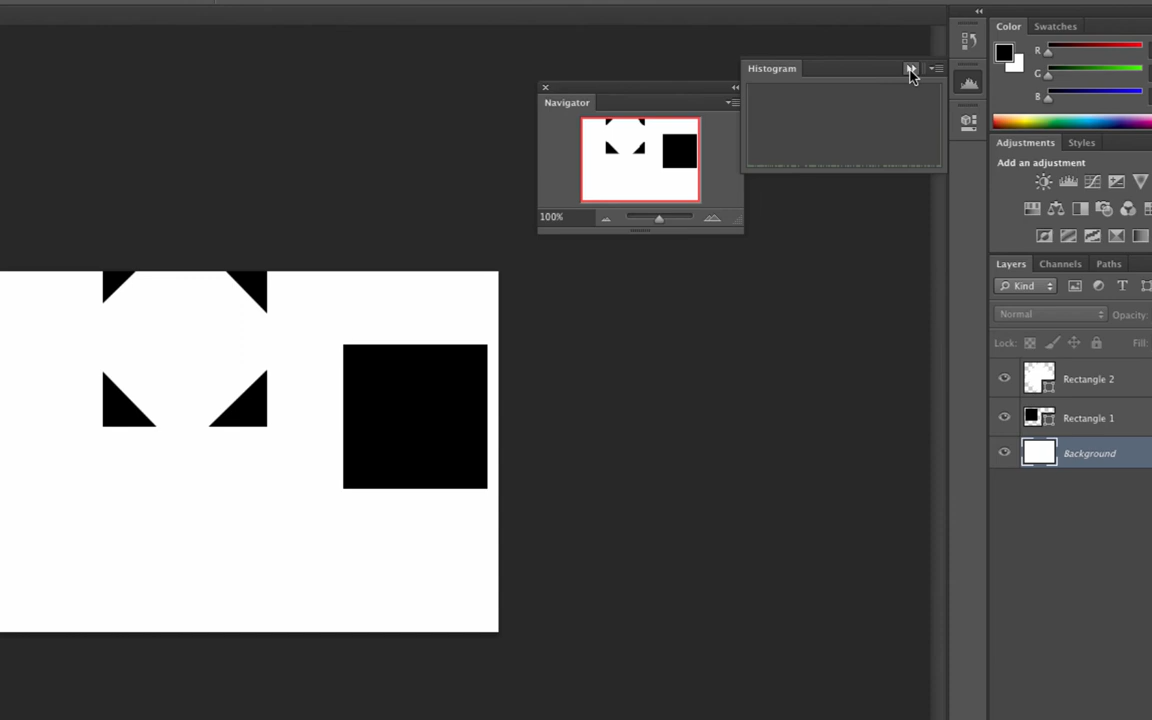 Color Swatches
R
G
B
Histogram
Navigator
100%
Adjustments Styles
Add an adjustment
Layers Channels Paths
Kind
T
Normal Opacity:
Lock: Fill:
Rectangle 2
Rectangle 1
Background